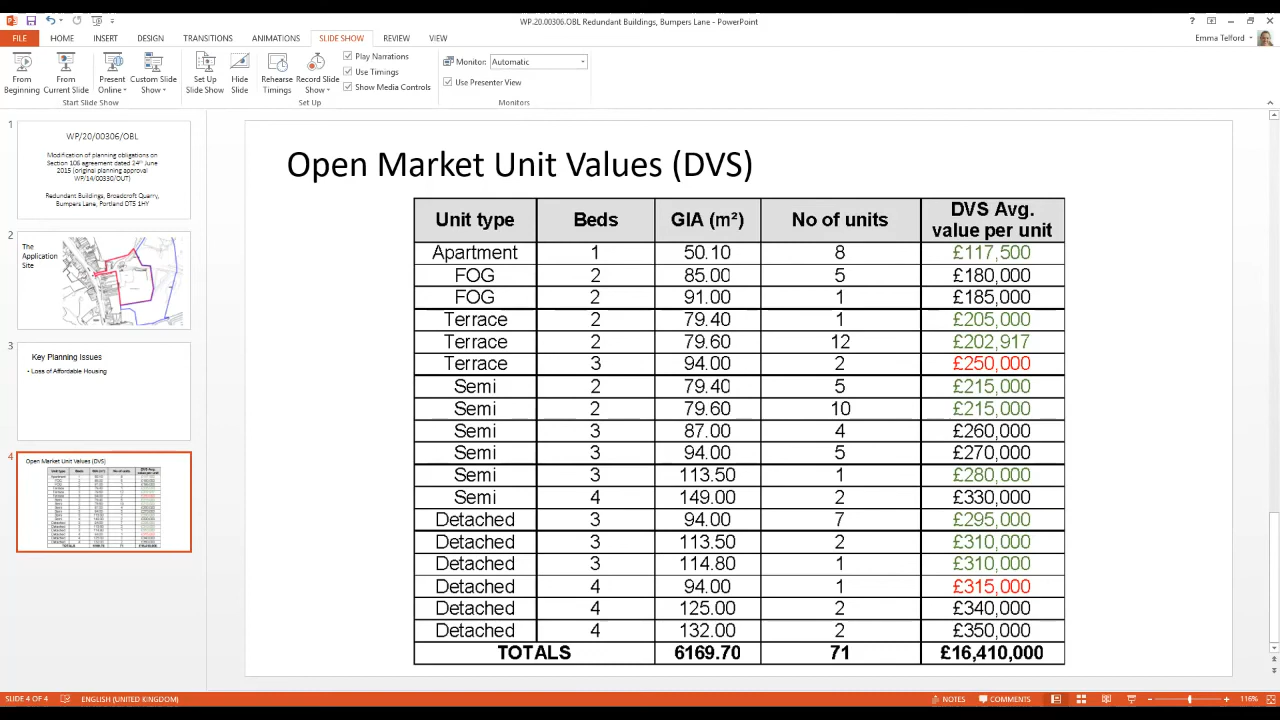 WP.20.00306.OBL Redundant Buildings, Bumpers Lane - PowerPoint
FILE HOME INSERT DESIGN TRANSITIONS ANIMATIONS SLIDE SHOW REVIEW VIEW Emma Telford
From Beginning
From Current Slide
Present Online
Custom Slide Show
Set Up Slide Show
Hide Slide
Rehearse Timings
Record Slide Show
Play Narrations
Use Timings
Show Media Controls
Monitor: Automatic
Use Presenter View
Start Slide Show Set Up Monitors
1
WP/20/00306/OBL
Modification of planning obligations on
Section 106 agreement dated 24th June
2015 (original planning approval
WP/14/00330/OUT)
Redundant Buildings, Broadcroft Quarry,
Bumpers Lane, Portland DT5 1HY
2
The
Application
Site
3
Key Planning Issues
• Loss of Affordable Housing
4
Open Market Unit Values (DVS)
Open Market Unit Values (DVS)
Unit type Beds GIA (m²) No of units DVS Avg. value per unit
Apartment 1 50.10 8 £117,500
FOG 2 85.00 5 £180,000
FOG 2 91.00 1 £185,000
Terrace 2 79.40 1 £205,000
Terrace 2 79.60 12 £202,917
Terrace 3 94.00 2 £250,000
Semi 2 79.40 5 £215,000
Semi 2 79.60 10 £215,000
Semi 3 87.00 4 £260,000
Semi 3 94.00 5 £270,000
Semi 3 113.50 1 £280,000
Semi 4 149.00 2 £330,000
Detached 3 94.00 7 £295,000
Detached 3 113.50 2 £310,000
Detached 3 114.80 1 £310,000
Detached 4 94.00 1 £315,000
Detached 4 125.00 2 £340,000
Detached 4 132.00 2 £350,000
TOTALS 6169.70 71 £16,410,000
SLIDE 4 OF 4 ENGLISH (UNITED KINGDOM) NOTES COMMENTS 116%